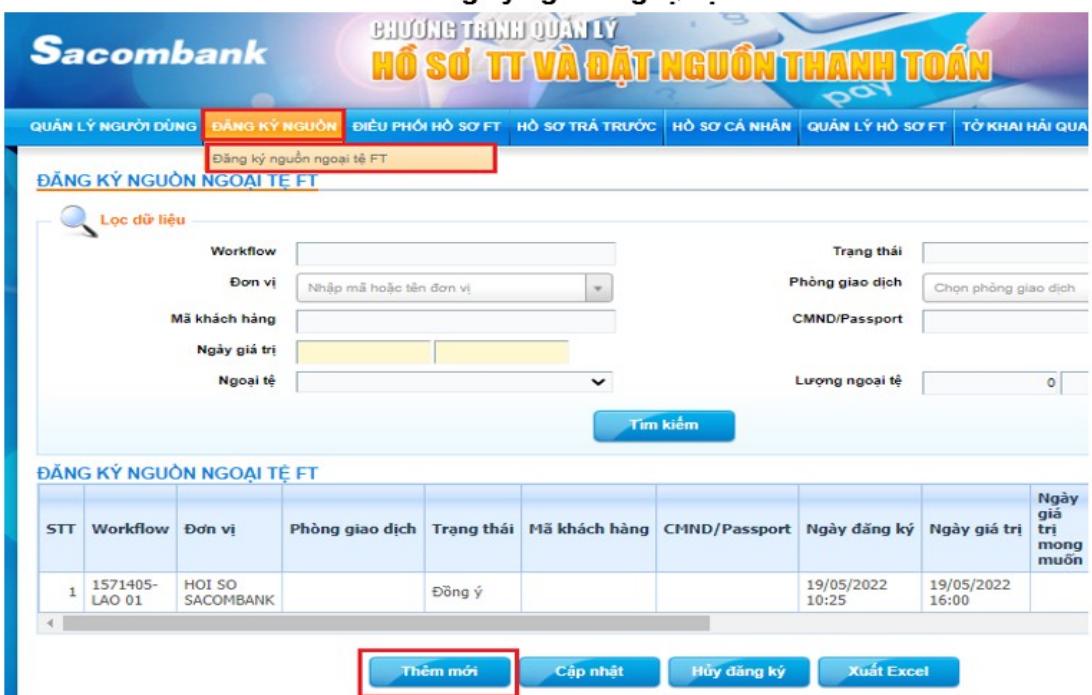 Sacombank
CHƯƠNG TRÌNH QUẢN LÝ
HỒ SƠ TT VÀ ĐẶT NGUỒN THANH TOÁN
pay
QUẢN LÝ NGƯỜI DÙNG ĐĂNG KÝ NGUỒN ĐIỀU PHỐI HỒ SƠ FT HỒ SƠ TRẢ TRƯỚC HỒ SƠ CÁ NHÂN QUẢN LÝ HỒ SƠ FT TỜ KHAI HẢI QUA
Đăng ký nguồn ngoại tệ FT
ĐĂNG KÝ NGUỒN NGOẠI TỆ FT
Lọc dữ liệu
Workflow Trạng thái
Đơn vị Nhập mã hoặc tên đơn vị Phòng giao dịch Chọn phòng giao dịch
Mã khách hàng CMND/Passport
Ngày giá trị
Ngoại tệ Lượng ngoại tệ 0
Tìm kiếm
ĐĂNG KÝ NGUỒN NGOẠI TỆ FT
STT Workflow Đơn vị Phòng giao dịch Trạng thái Mã khách hàng CMND/Passport Ngày đăng ký Ngày giá trị Ngày giá trị mong muốn
1 1571405-LAO 01 HOI SO SACOMBANK Đồng ý 19/05/2022 10:25 19/05/2022 16:00
Thêm mới Cập nhật Hủy đăng ký Xuất Excel